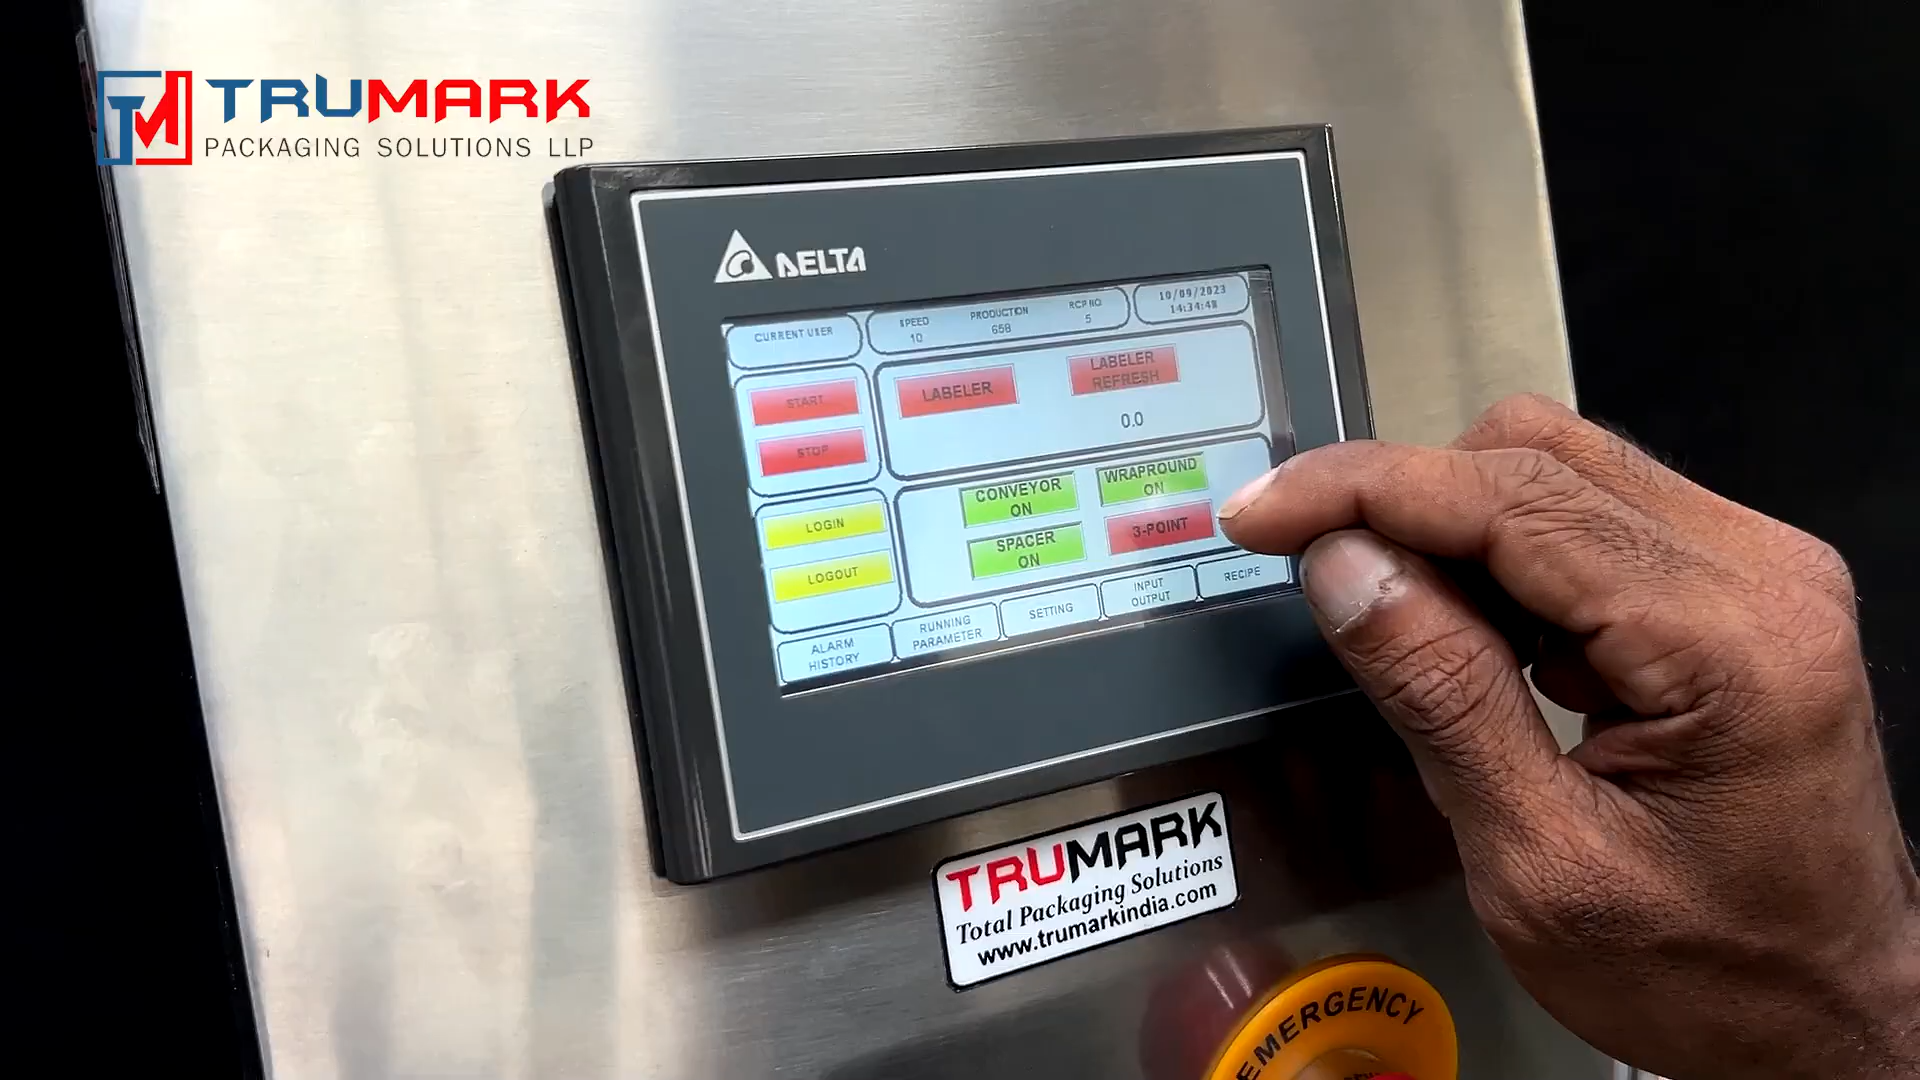 TRUMARK
PACKAGING SOLUTIONS LLP
DELTA
CURRENT USER
SPEED
10
PRODUCTION
658
RCP NO.
5
10/09/2023
14:34:48
START
STOP
LABELER
LABELER
REFRESH
0.0
LOGIN
LOGOUT
CONVEYOR
ON
WRAPROUND
ON
SPACER
ON
3-POINT
ALARM
HISTORY
RUNNING
PARAMETER
SETTING
INPUT
OUTPUT
RECIPE
TRUMARK
Total Packaging Solutions
www.trumarkindia.com
EMERGENCY